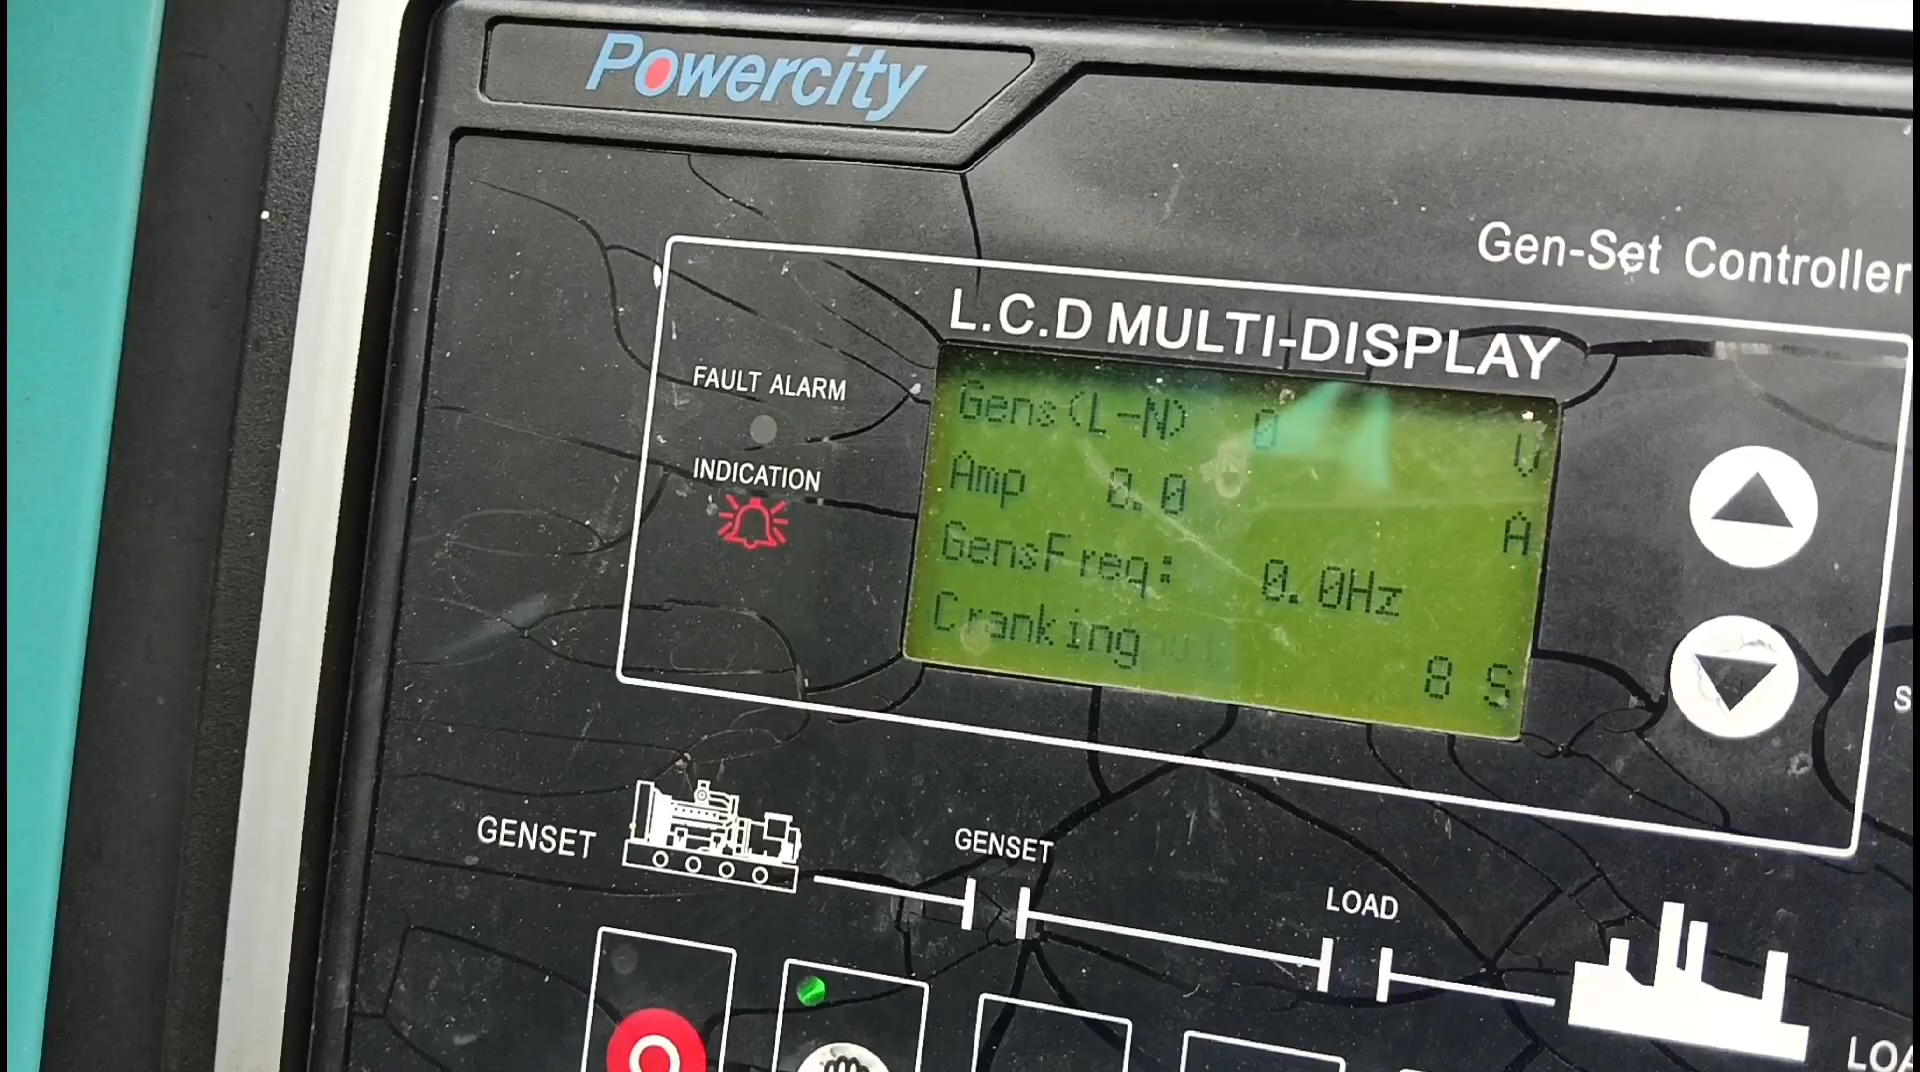 Powercity
Gen-Set Controller
L.C.D MULTI-DISPLAY
FAULT ALARM
INDICATION
Gens(L-N) 0 V
Amp 0.0 A
GensFreq: 0.0Hz
Cranking 8 S
GENSET
GENSET
LOAD